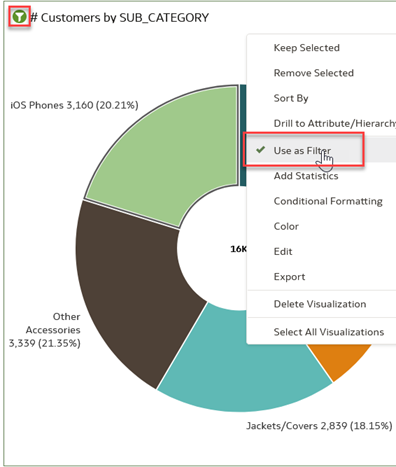 # Customers by SUB_CATEGORY
Keep Selected
Remove Selected
Sort By
Drill to Attribute/Hierarchy
Use as Filter
Add Statistics
Conditional Formatting
Color
Edit
Export
Delete Visualization
Select All Visualizations
iOS Phones 3,160 (20.21%)
16K
Other
Accessories
3,339 (21.35%)
Jackets/Covers 2,839 (18.15%)